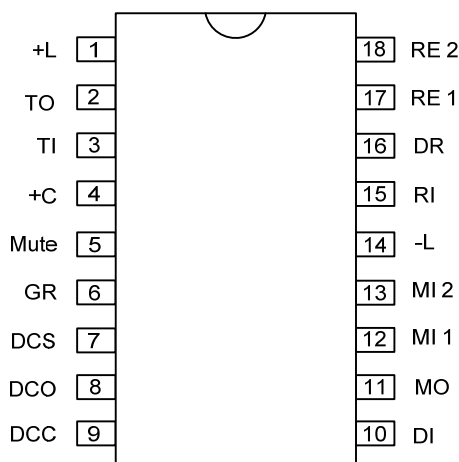 +L 1 18 RE 2
TO 2 17 RE 1
TI 3 16 DR
+C 4 15 RI
Mute 5 14 -L
GR 6 13 MI 2
DCS 7 12 MI 1
DCO 8 11 MO
DCC 9 10 DI